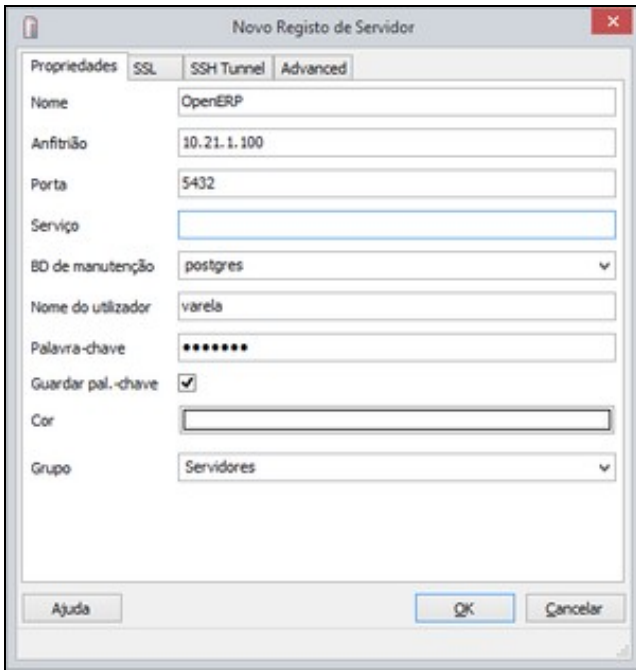 Novo Registo de Servidor
Propriedades SSL SSH Tunnel Advanced
Nome OpenERP
Anfitrião 10.21.1.100
Porta 5432
Serviço
BD de manutenção postgres
Nome do utilizador varela
Palavra-chave •••••••
Guardar pal.-chave
Cor
Grupo Servidores
Ajuda OK Cancelar